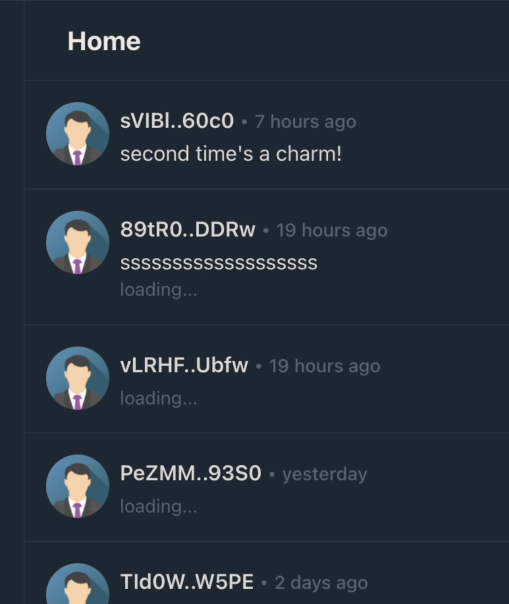 Home
sVIBl..60c0 • 7 hours ago
second time's a charm!
89tR0..DDRw • 19 hours ago
sssssssssssssssssss
loading...
vLRHF..Ubfw • 19 hours ago
loading...
PeZMM..93S0 • yesterday
loading...
TId0W..W5PE • 2 days ago